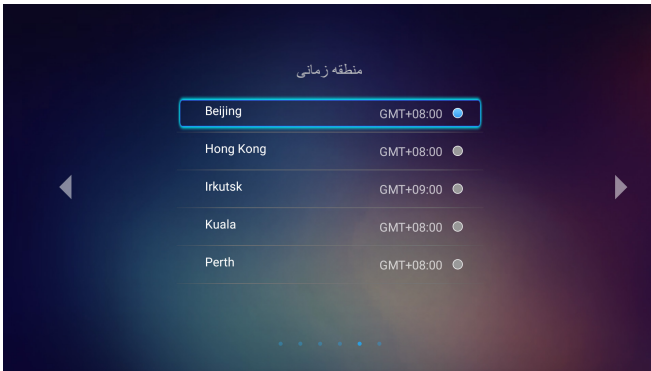 منطقه زمانی
Beijing GMT+08:00
Hong Kong GMT+08:00
Irkutsk GMT+09:00
Kuala GMT+08:00
Perth GMT+08:00